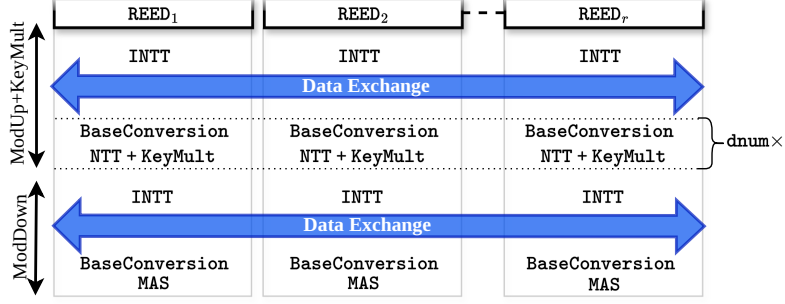 REED₁ REED₂ REEDᵣ
ModUp+KeyMult
INTT INTT INTT
Data Exchange
BaseConversion BaseConversion BaseConversion
NTT + KeyMult NTT + KeyMult NTT + KeyMult
dnum×
ModDown
INTT INTT INTT
Data Exchange
BaseConversion BaseConversion BaseConversion
MAS MAS MAS